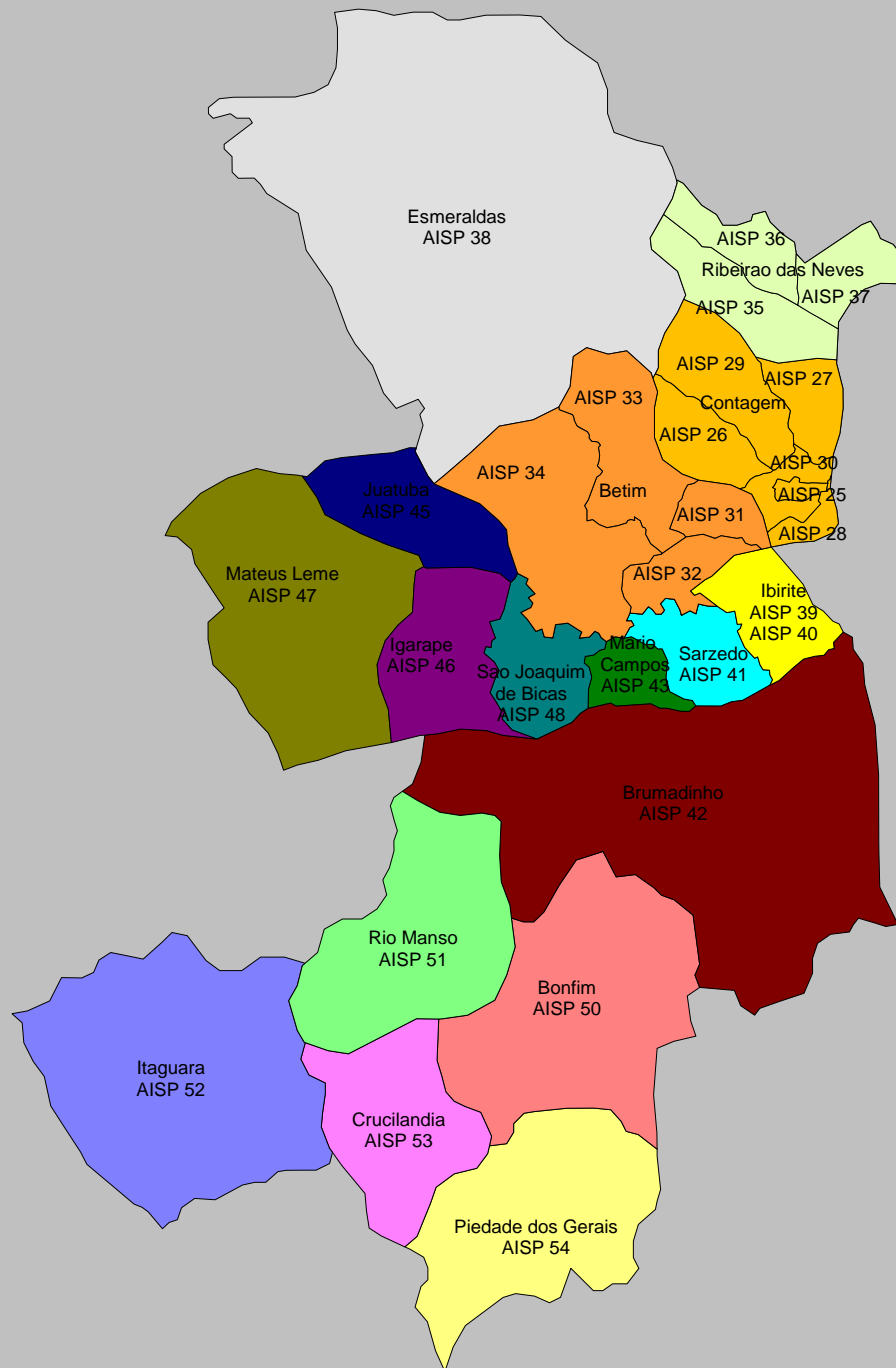 Esmeraldas
AISP 38
AISP 36
Ribeirao das Neves
AISP 37
AISP 35
AISP 29
AISP 27
AISP 33
Contagem
AISP 26
AISP 30
AISP 34
Juatuba
AISP 45
Betim
AISP 25
AISP 31
AISP 28
Mateus Leme
AISP 47
AISP 32
Ibirite
AISP 39
AISP 40
Igarape
AISP 46
Sao Joaquim
de Bicas
AISP 48
Mario
Campos
AISP 43
Sarzedo
AISP 41
Brumadinho
AISP 42
Rio Manso
AISP 51
Bonfim
AISP 50
Itaguara
AISP 52
Crucilandia
AISP 53
Piedade dos Gerais
AISP 54